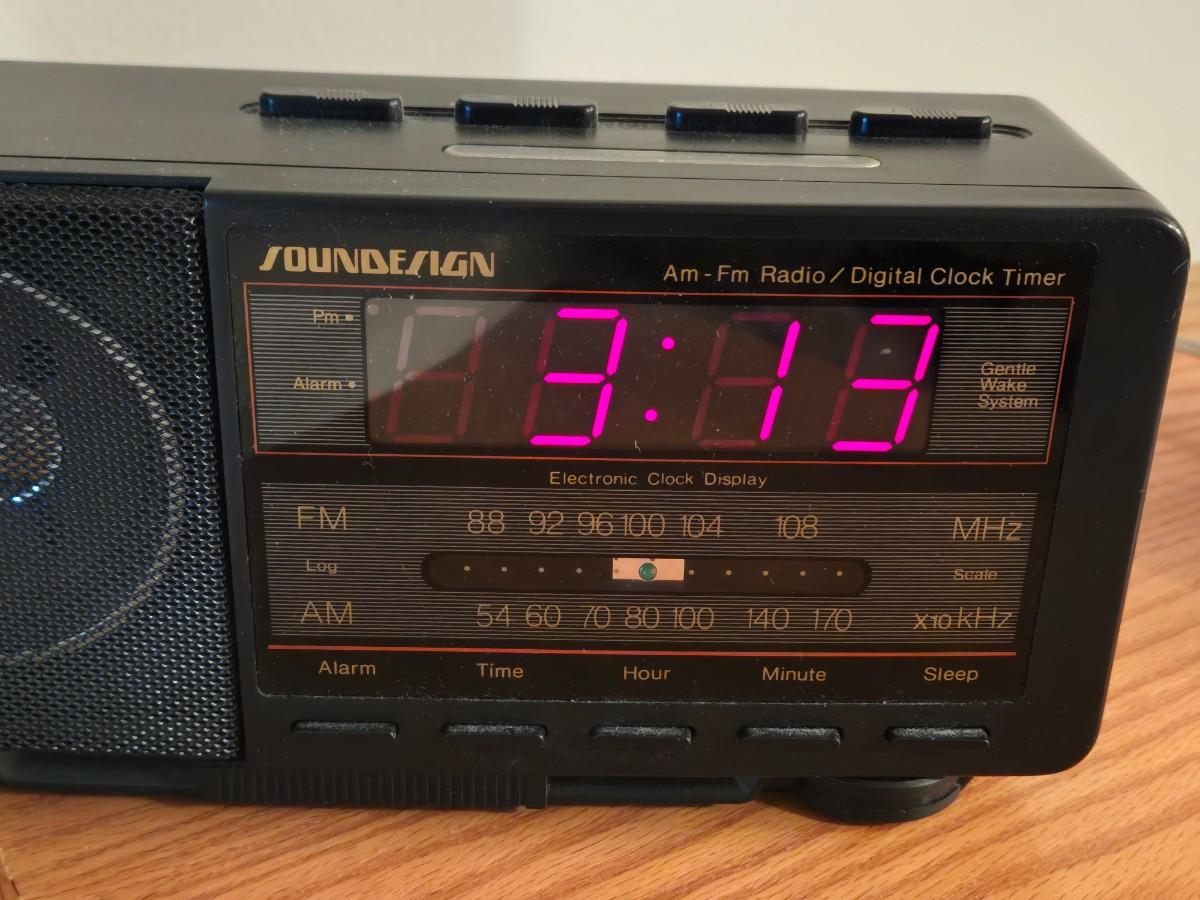 SOUNDESIGN
Am-Fm Radio/Digital Clock Timer
Pm
3:13
Alarm
Gentle
Wake
System
Electronic Clock Display
FM 88 92 96 100 104 108 MHz
Log Scale
AM 54 60 70 80 100 140 170 X10 kHz
Alarm Time Hour Minute Sleep